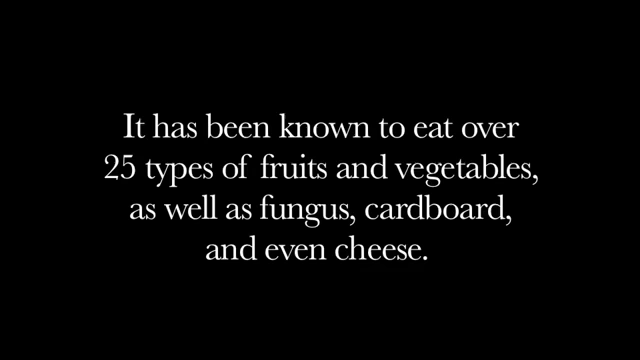 It has been known to eat over
25 types of fruits and vegetables,
as well as fungus, cardboard,
and even cheese.